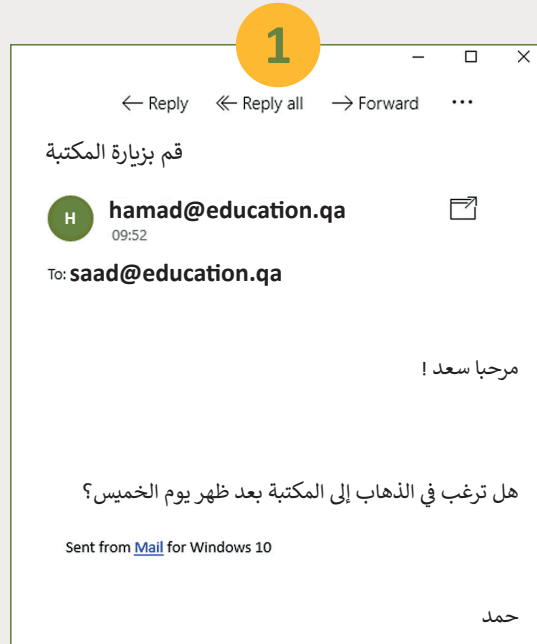 1
← Reply  Reply all  → Forward ...
قم بزيارة المكتبة
H hamad@education.qa
09:52
To: saad@education.qa
مرحبا سعد !
هل ترغب في الذهاب إلى المكتبة بعد ظهر يوم الخميس؟
Sent from Mail for Windows 10
حمد